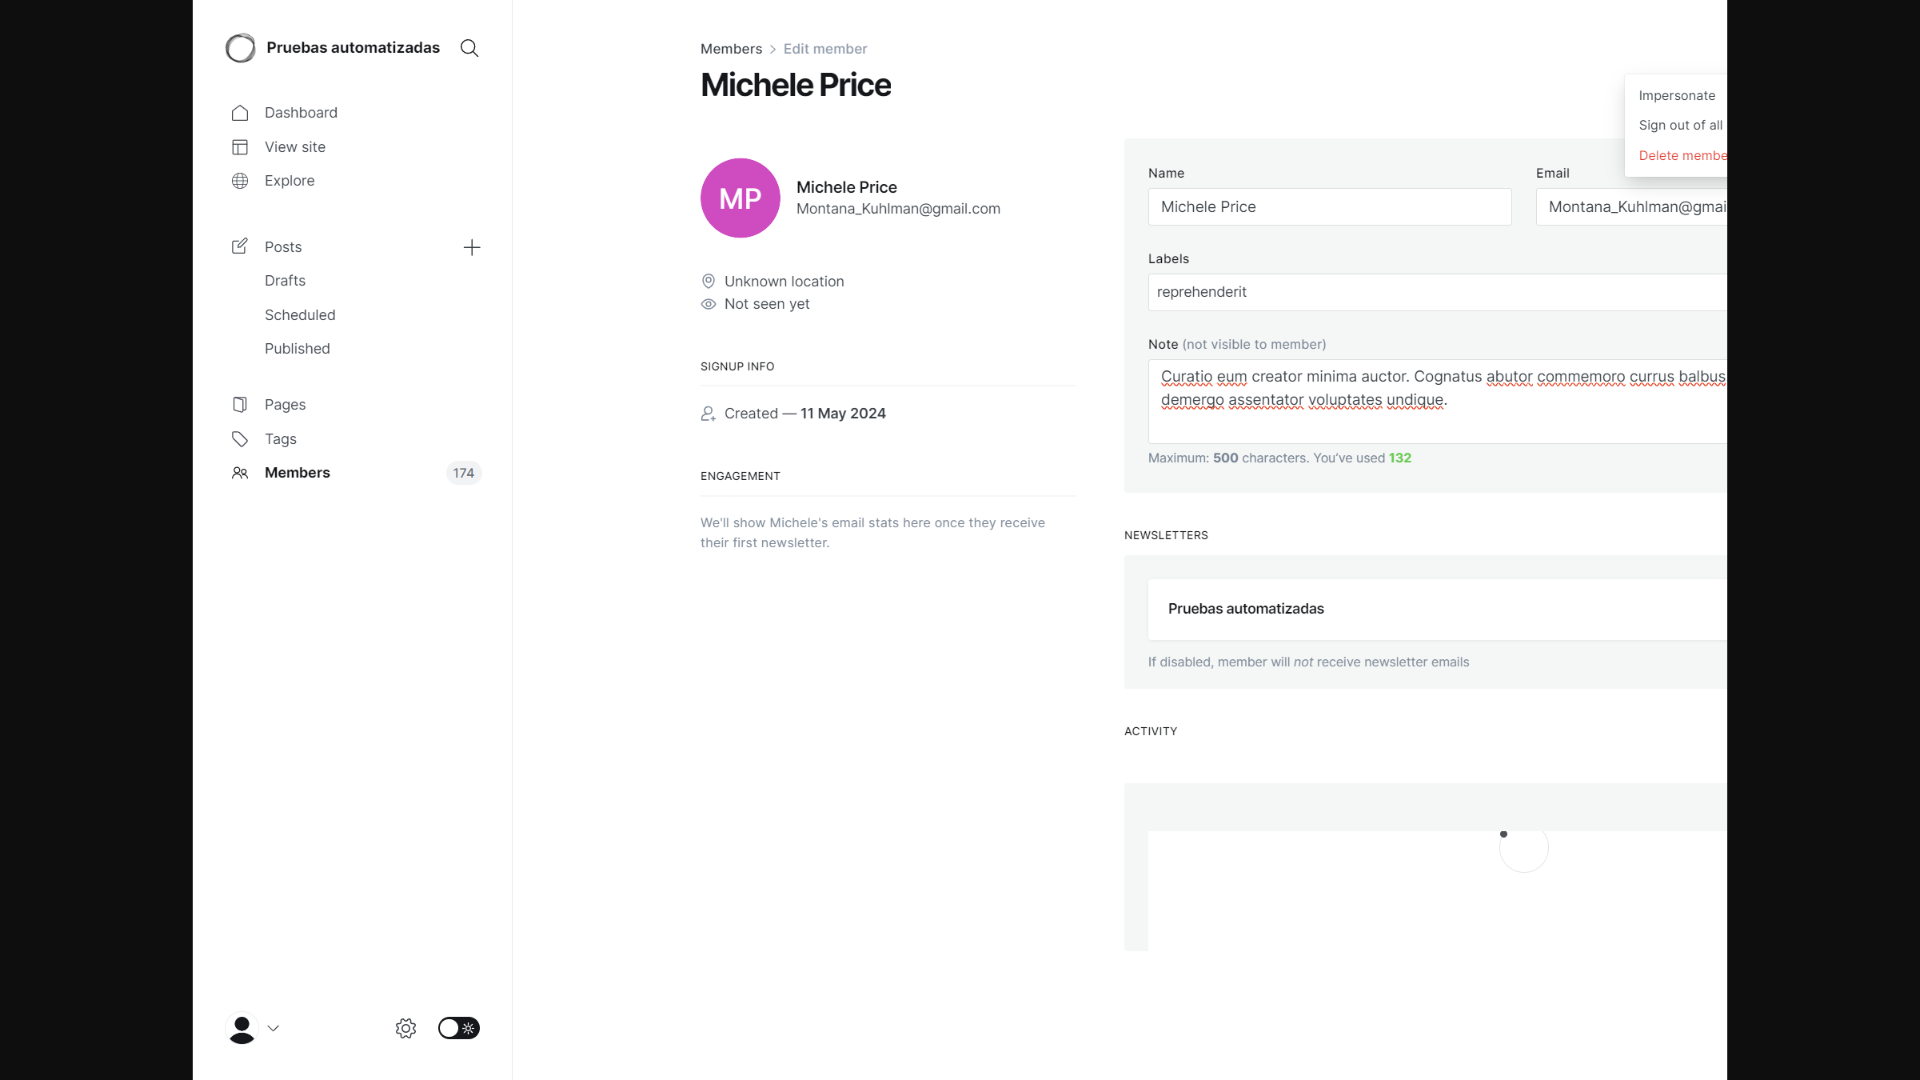 Pruebas automatizadas
Dashboard
View site
Explore
Posts
Drafts
Scheduled
Published
Pages
Tags
Members
174
Members > Edit member
Michele Price
MP
Michele Price
Montana_Kuhlman@gmail.com
Unknown location
Not seen yet
SIGNUP INFO
Created — 11 May 2024
ENGAGEMENT
We'll show Michele's email stats here once they receive
their first newsletter.
Impersonate
Sign out of all
Delete membe
Name
Michele Price
Email
Montana_Kuhlman@gmai
Labels
reprehenderit
Note (not visible to member)
Curatio eum creator minima auctor. Cognatus abutor commemoro currus balbus
demergo assentator voluptates undique.
Maximum: 500 characters. You've used 132
NEWSLETTERS
Pruebas automatizadas
If disabled, member will not receive newsletter emails
ACTIVITY